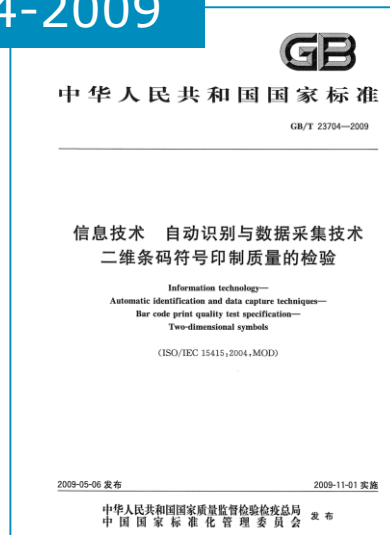 4-2009
GB
中华人民共和国国家标准
GB/T 23704—2009
信息技术　自动识别与数据采集技术
二维条码符号印制质量的检验
Information technology—
Automatic identification and data capture techniques—
Bar code print quality test specification—
Two-dimensional symbols
(ISO/IEC 15415:2004,MOD)
2009-05-06 发布
2009-11-01 实施
中华人民共和国国家质量监督检验检疫总局
中国国家标准化管理委员会
发布